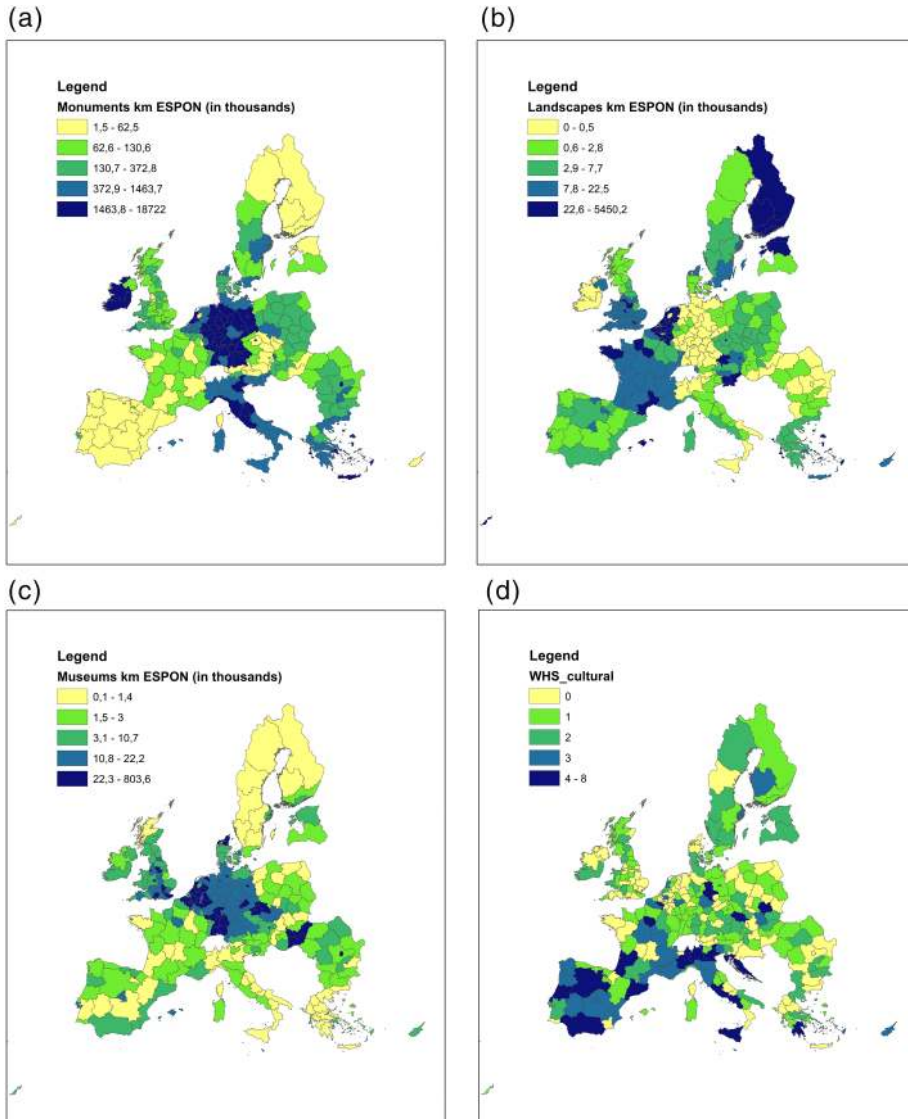 (a)
Legend
Monuments km ESPON (in thousands)
1,5 - 62,5
62,6 - 130,6
130,7 - 372,8
372,9 - 1463,7
1463,8 - 18722
(b)
Legend
Landscapes km ESPON (in thousands)
0 - 0,5
0,6 - 2,8
2,9 - 7,7
7,8 - 22,5
22,6 - 5450,2
(c)
Legend
Museums km ESPON (in thousands)
0,1 - 1,4
1,5 - 3
3,1 - 10,7
10,8 - 22,2
22,3 - 803,6
(d)
Legend
WHS_cultural
0
1
2
3
4 - 8